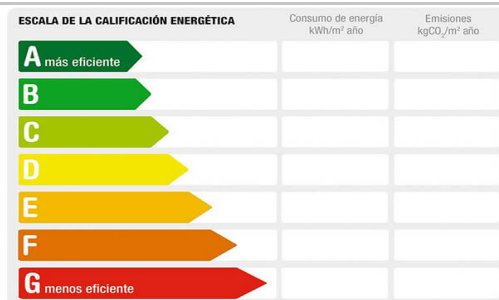 ESCALA DE LA CALIFICACIÓN ENERGÉTICA
Consumo de energía
kWh/m² año
Emisiones
kgCO₂/m² año
A más eficiente
B
C
D
E
F
G menos eficiente